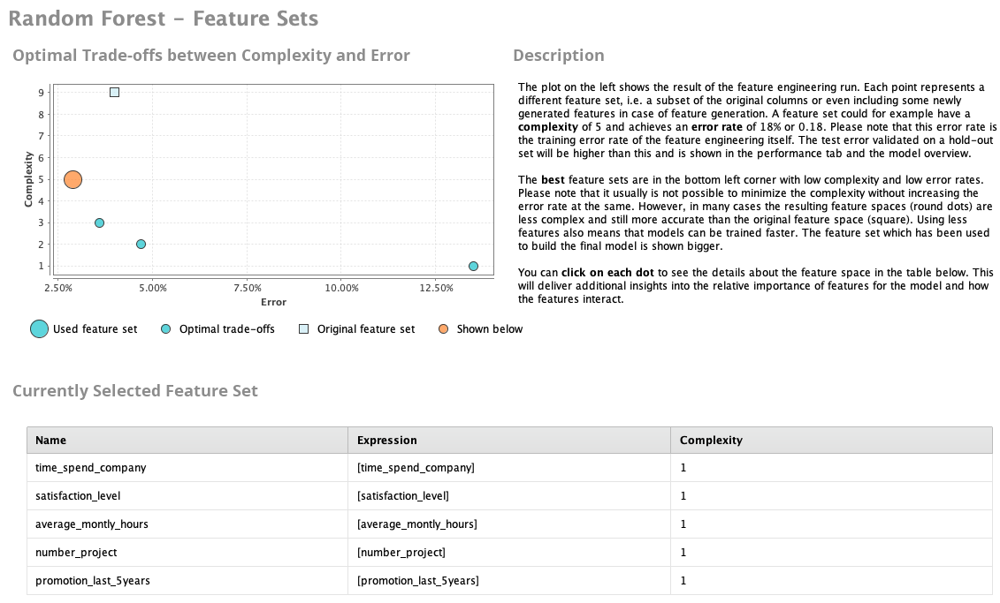 Random Forest – Feature Sets
Optimal Trade-offs between Complexity and Error
9
8
7
6
5
4
3
2
1
Complexity
2.50%
5.00%
7.50%
10.00%
12.50%
Error
Used feature set
Optimal trade-offs
Original feature set
Shown below
Description
The plot on the left shows the result of the feature engineering run. Each point represents a
different feature set, i.e. a subset of the original columns or even including some newly
generated features in case of feature generation. A feature set could for example have a
complexity of 5 and achieves an error rate of 18% or 0.18. Please note that this error rate is
the training error rate of the feature engineering itself. The test error validated on a hold-out
set will be higher than this and is shown in the performance tab and the model overview.
The best feature sets are in the bottom left corner with low complexity and low error rates.
Please note that it usually is not possible to minimize the complexity without increasing the
error rate at the same. However, in many cases the resulting feature spaces (round dots) are
less complex and still more accurate than the original feature space (square). Using less
features also means that models can be trained faster. The feature set which has been used
to build the final model is shown bigger.
You can click on each dot to see the details about the feature space in the table below. This
will deliver additional insights into the relative importance of features for the model and how
the features interact.
Currently Selected Feature Set
Name Expression Complexity
time_spend_company [time_spend_company] 1
satisfaction_level [satisfaction_level] 1
average_montly_hours [average_montly_hours] 1
number_project [number_project] 1
promotion_last_5years [promotion_last_5years] 1